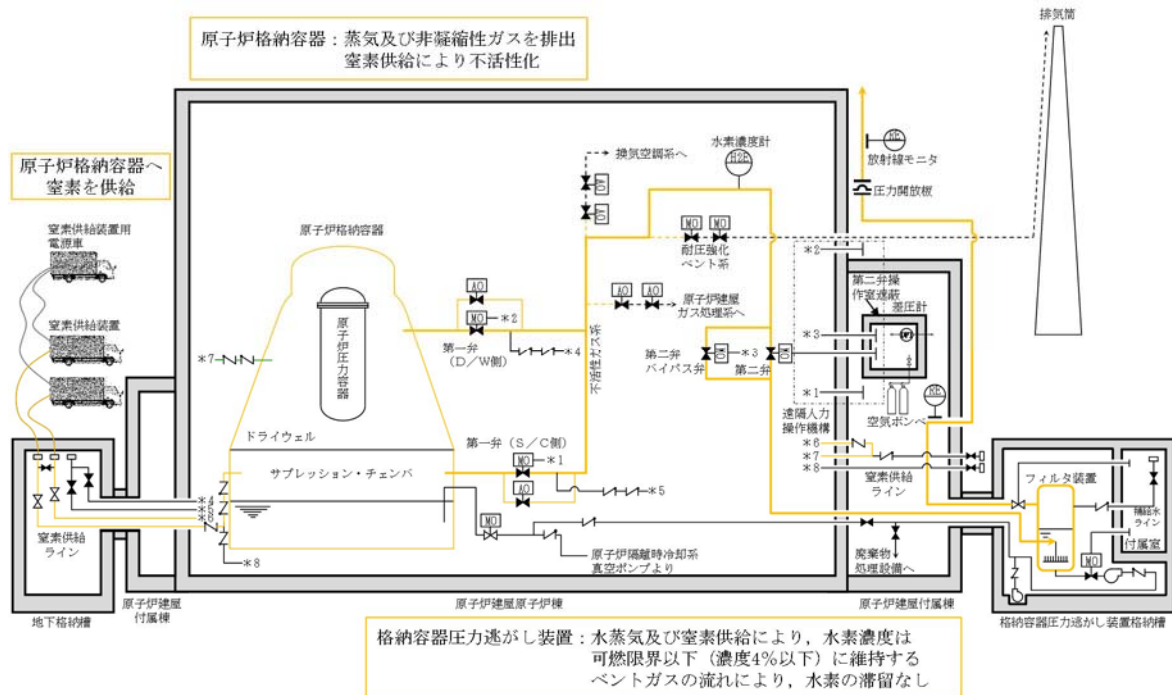 原子炉格納容器：蒸気及び非凝縮性ガスを排出
窒素供給により不活性化
排気筒
原子炉格納容器へ
窒素を供給
窒素供給装置用
電源車
窒素供給装置
原子炉格納容器
原子炉圧力容器
ドライウェル
サプレッション・チェンバ
*7
換気空調系へ
AO
AO
水素濃度計
H2E
RE
放射線モニタ
圧力開放板
MO
MO
耐圧強化
ベント系
*2
AO
MO
*2
*4
第一弁
（D／W側）
AO
AO
原子炉建屋
ガス処理系へ
不活性ガス系
第二弁操
作室遮蔽
差圧計
*3
第二弁
バイパス弁
MO
*3
MO
第二弁
*1
遠隔人力
操作機構
空気ボンベ
RE
第一弁（S／C側）
MO
*1
AO
*5
*6
*7
*8
窒素供給
ライン
フィルタ装置
補給水
ライン
付属室
MO
*4
*5
*6
窒素供給
ライン
*8
MO
原子炉隔離時冷却系
真空ポンプより
廃棄物
処理設備へ
地下格納槽
原子炉建屋
付属棟
原子炉建屋原子炉棟
原子炉建屋付属棟
格納容器圧力逃がし装置格納槽
格納容器圧力逃がし装置：水蒸気及び窒素供給により，水素濃度は
可燃限界以下（濃度4％以下）に維持する
ベントガスの流れにより，水素の滞留なし